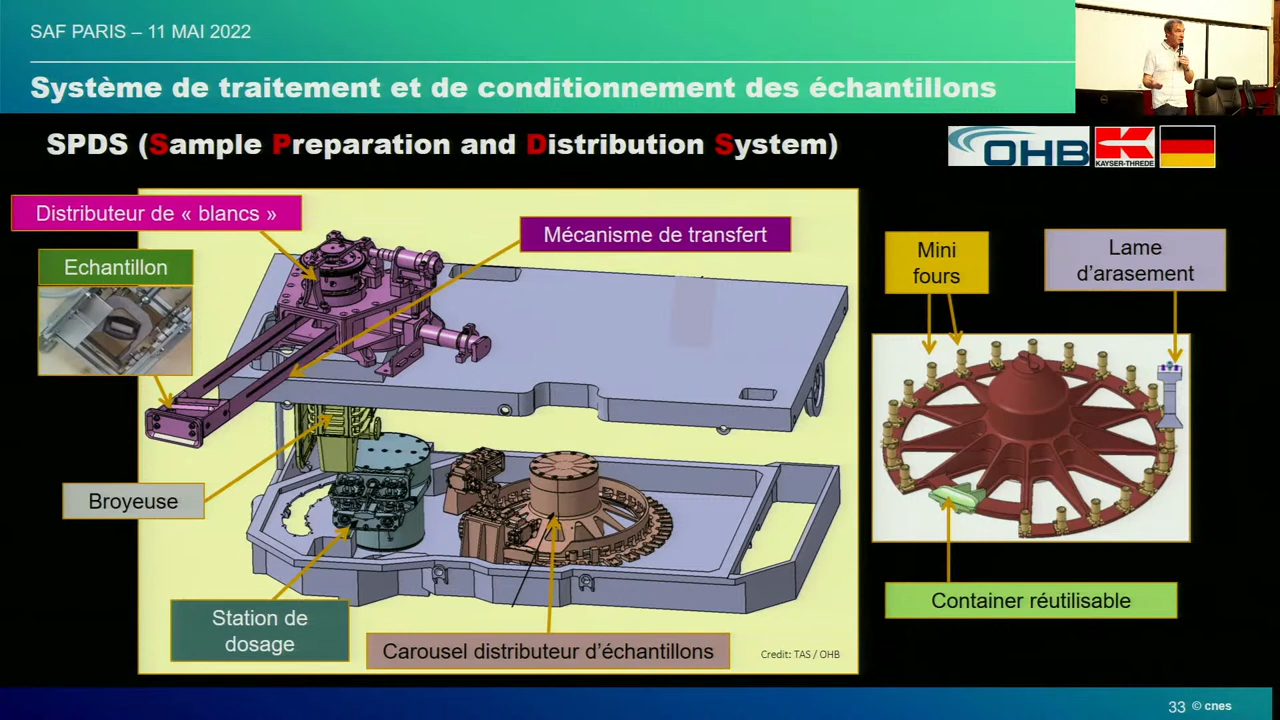 SAF PARIS – 11 MAI 2022
Système de traitement et de conditionnement des échantillons
SPDS (Sample Preparation and Distribution System)
OHB
KAYSER-THREDE
Distributeur de « blancs »
Mécanisme de transfert
Echantillon
Mini
fours
Lame
d’arasement
Broyeuse
Station de
dosage
Carousel distributeur d’échantillons
Credit: TAS / OHB
Container réutilisable
33 © cnes